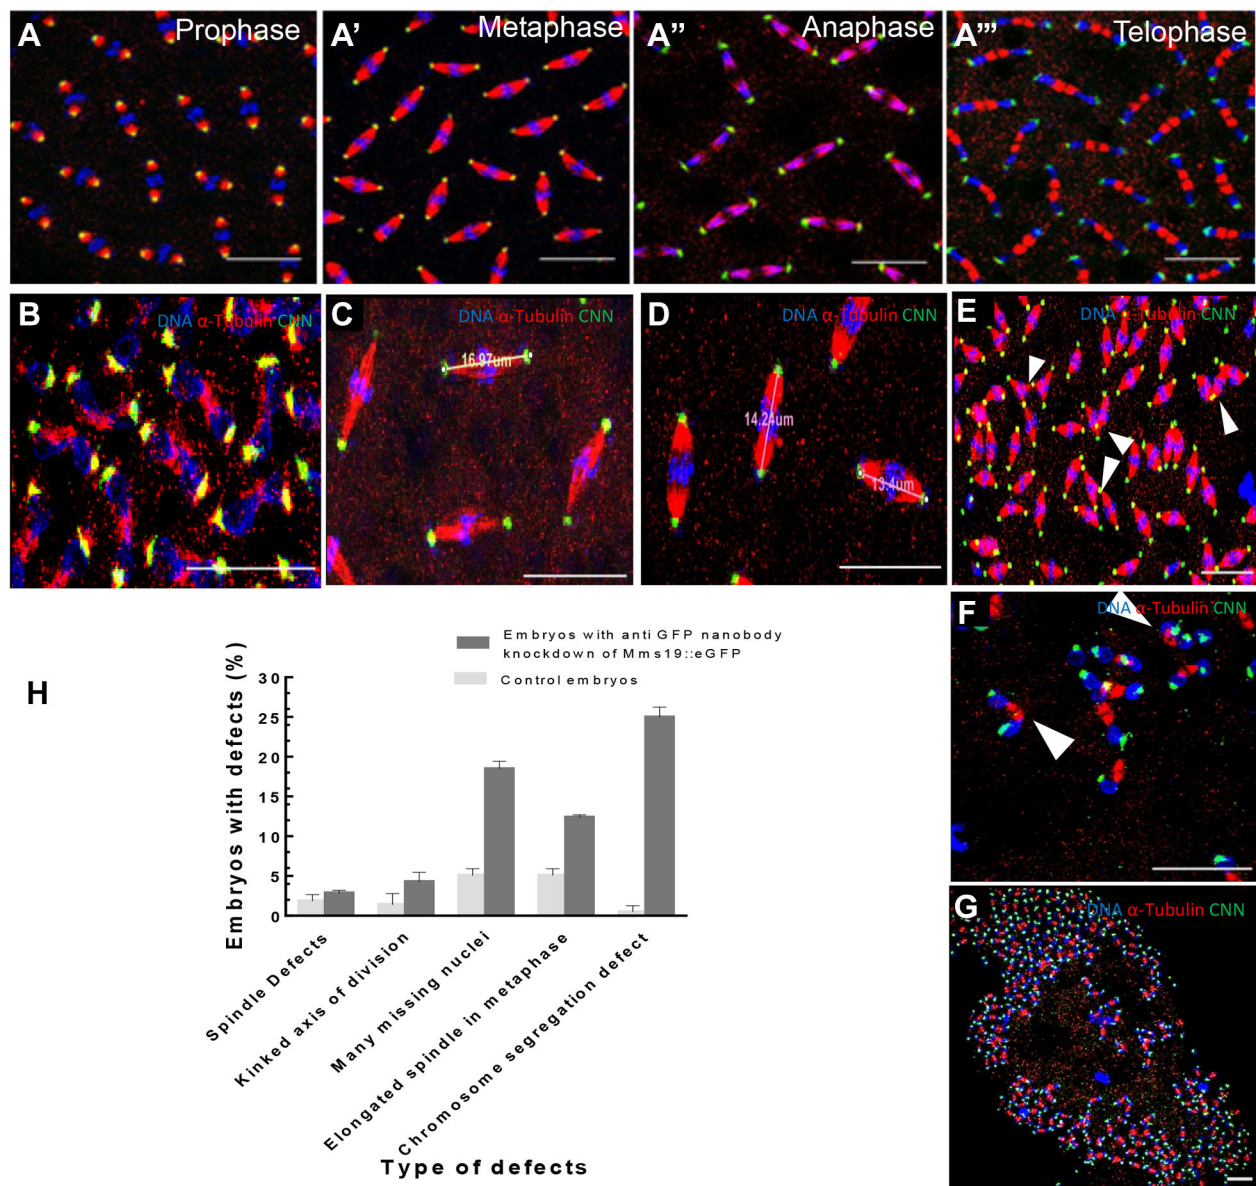 A Prophase
A' Metaphase
A" Anaphase
A"' Telophase
B
DNA α-Tubulin CNN
C
DNA α-Tubulin CNN
16.97um
D
DNA α-Tubulin CNN
14.24um
13.4um
E
DNA α-Tubulin CNN
F
DNA α-Tubulin CNN
G
DNA α-Tubulin CNN
H
Embryos with anti GFP nanobody
knockdown of Mms19::eGFP
Control embryos
Embryos with defects (%)
30
25
20
15
10
5
0
Spindle Defects
Kinked axis of division
Many missing nuclei
Elongated spindle in metaphase
Chromosome segregation defect
Type of defects